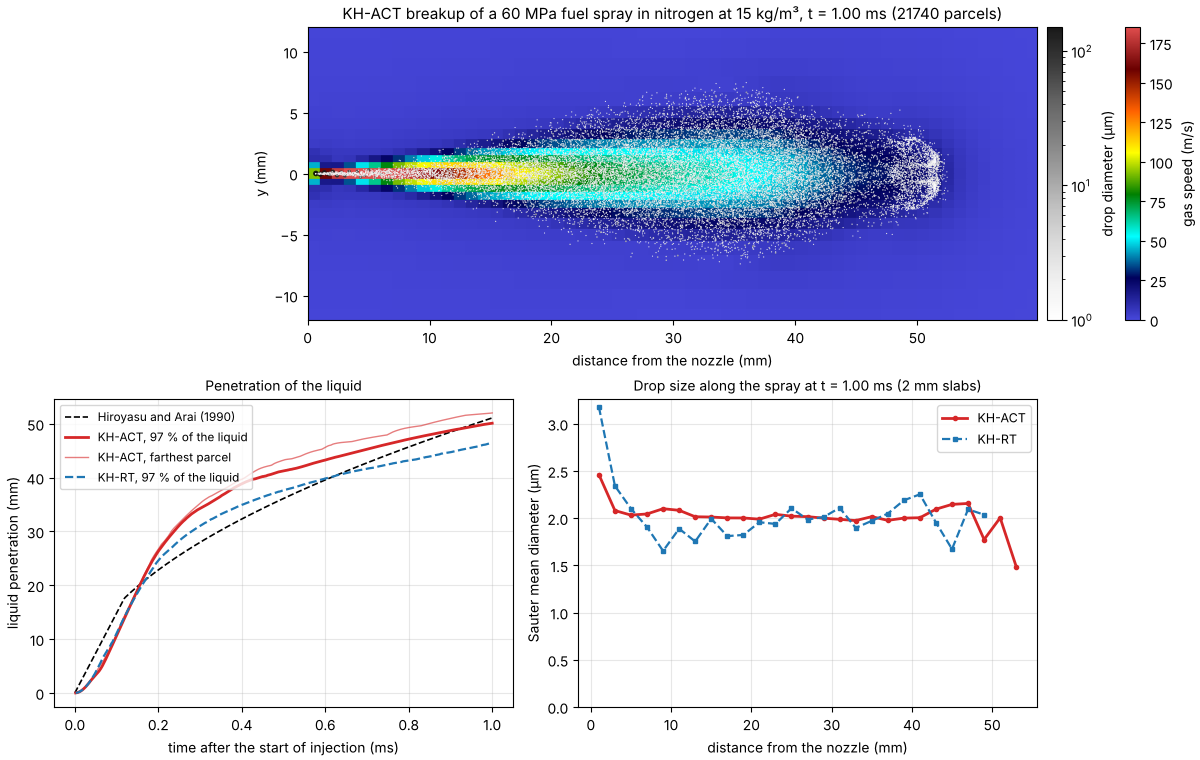 KH-ACT breakup of a 60 MPa fuel spray in nitrogen at 15 kg/m³, t = 1.00 ms (21740 parcels)
10
5
0
−5
−10
y (mm)
0
10
20
30
40
50
distance from the nozzle (mm)
10²
10¹
10⁰
drop diameter (µm)
175
150
125
100
75
50
25
0
gas speed (m/s)
Penetration of the liquid
Hiroyasu and Arai (1990)
KH-ACT, 97 % of the liquid
KH-ACT, farthest parcel
KH-RT, 97 % of the liquid
50
40
30
20
10
0
liquid penetration (mm)
0.0
0.2
0.4
0.6
0.8
1.0
time after the start of injection (ms)
Drop size along the spray at t = 1.00 ms (2 mm slabs)
KH-ACT
KH-RT
3.0
2.5
2.0
1.5
1.0
0.5
0.0
Sauter mean diameter (µm)
0
10
20
30
40
50
distance from the nozzle (mm)